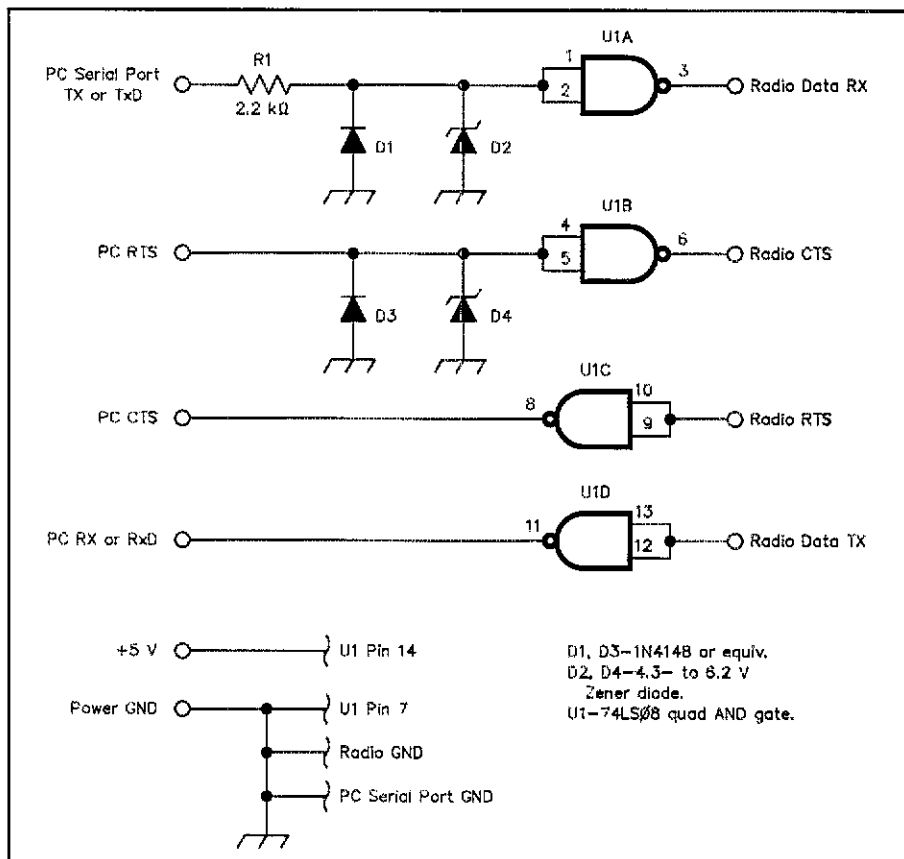 U1A
R1
1
PC Serial Port
TX or TxD
2
3
Radio Data RX
2.2 kΩ
D1
D2
U1B
4
PC RTS
5
6
Radio CTS
D3
D4
U1C
8
10
PC CTS
9
Radio RTS
U1D
11
13
PC RX or RxD
12
Radio Data TX
+5 V
U1 Pin 14
Power GND
U1 Pin 7
Radio GND
PC Serial Port GND
D1, D3-1N4148 or equiv.
D2, D4-4.3- to 6.2 V
Zener diode.
U1-74LSØ8 quad AND gate.